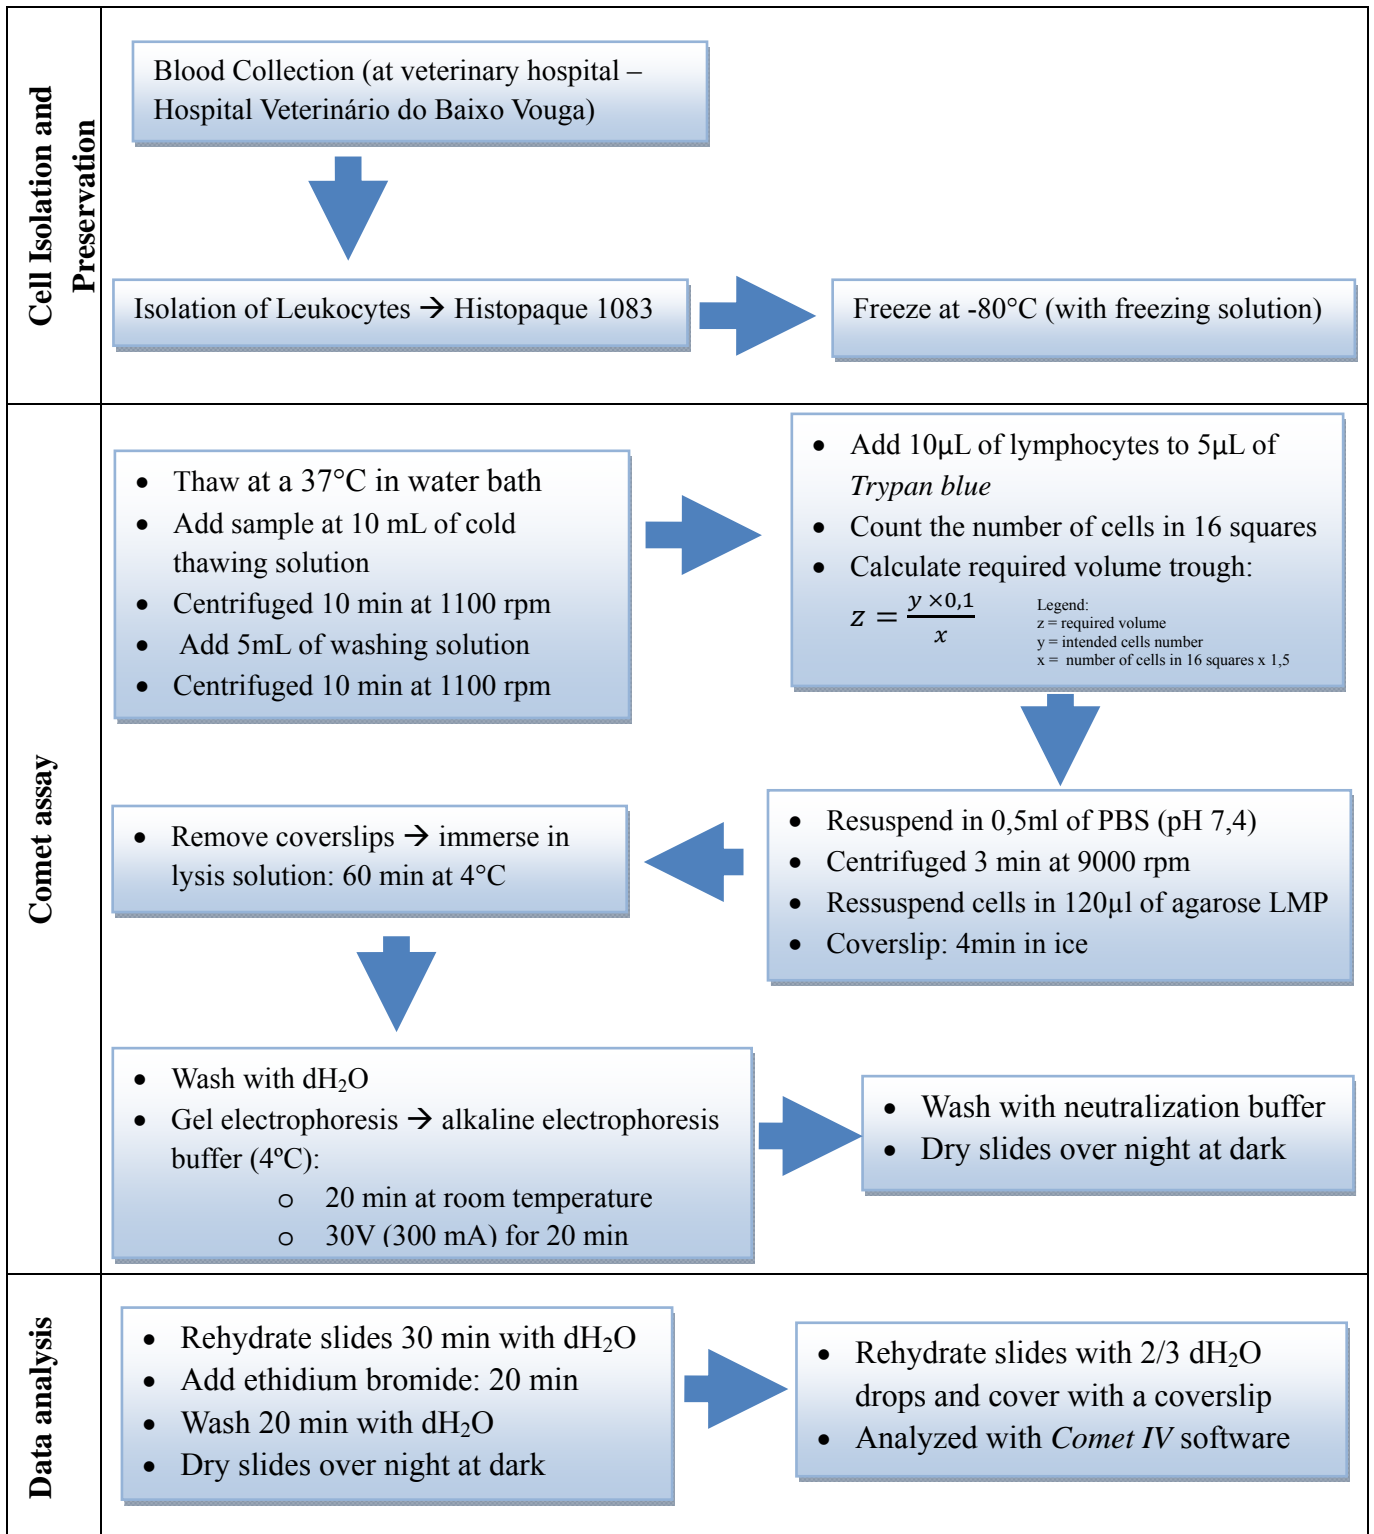 Cell Isolation and
Preservation
Blood Collection (at veterinary hospital –
Hospital Veterinário do Baixo Vouga)
Isolation of Leukocytes → Histopaque 1083
Freeze at -80°C (with freezing solution)
Comet assay
• Thaw at a 37°C in water bath
• Add sample at 10 mL of cold
thawing solution
• Centrifuged 10 min at 1100 rpm
• Add 5mL of washing solution
• Centrifuged 10 min at 1100 rpm
• Add 10µL of lymphocytes to 5µL of
Trypan blue
• Count the number of cells in 16 squares
• Calculate required volume trough:
z = y ×0,1 / x
Legend:
z = required volume
y = intended cells number
x = number of cells in 16 squares x 1,5
• Resuspend in 0,5ml of PBS (pH 7,4)
• Centrifuged 3 min at 9000 rpm
• Ressuspend cells in 120µl of agarose LMP
• Coverslip: 4min in ice
• Remove coverslips → immerse in
lysis solution: 60 min at 4°C
• Wash with dH₂O
• Gel electrophoresis → alkaline electrophoresis
buffer (4ºC):
o 20 min at room temperature
o 30V (300 mA) for 20 min
• Wash with neutralization buffer
• Dry slides over night at dark
Data analysis
• Rehydrate slides 30 min with dH₂O
• Add ethidium bromide: 20 min
• Wash 20 min with dH₂O
• Dry slides over night at dark
• Rehydrate slides with 2/3 dH₂O
drops and cover with a coverslip
• Analyzed with Comet IV software